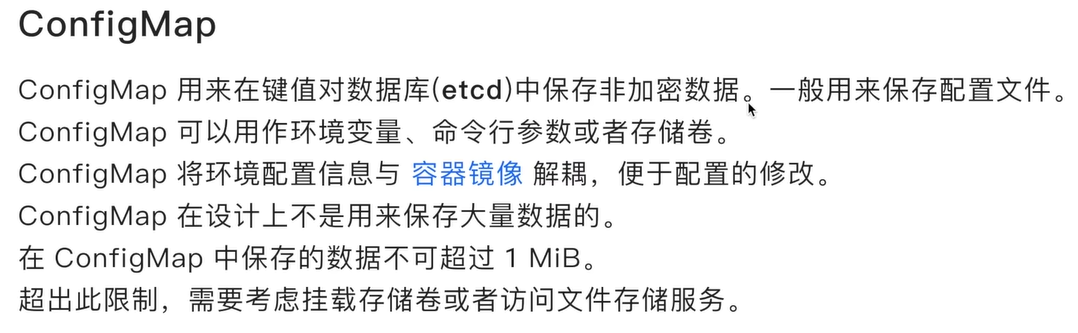 ConfigMap
ConfigMap 用来在键值对数据库(etcd)中保存非加密数据。一般用来保存配置文件。
ConfigMap 可以用作环境变量、命令行参数或者存储卷。
ConfigMap 将环境配置信息与 容器镜像 解耦，便于配置的修改。
ConfigMap 在设计上不是用来保存大量数据的。
在 ConfigMap 中保存的数据不可超过 1 MiB。
超出此限制，需要考虑挂载存储卷或者访问文件存储服务。